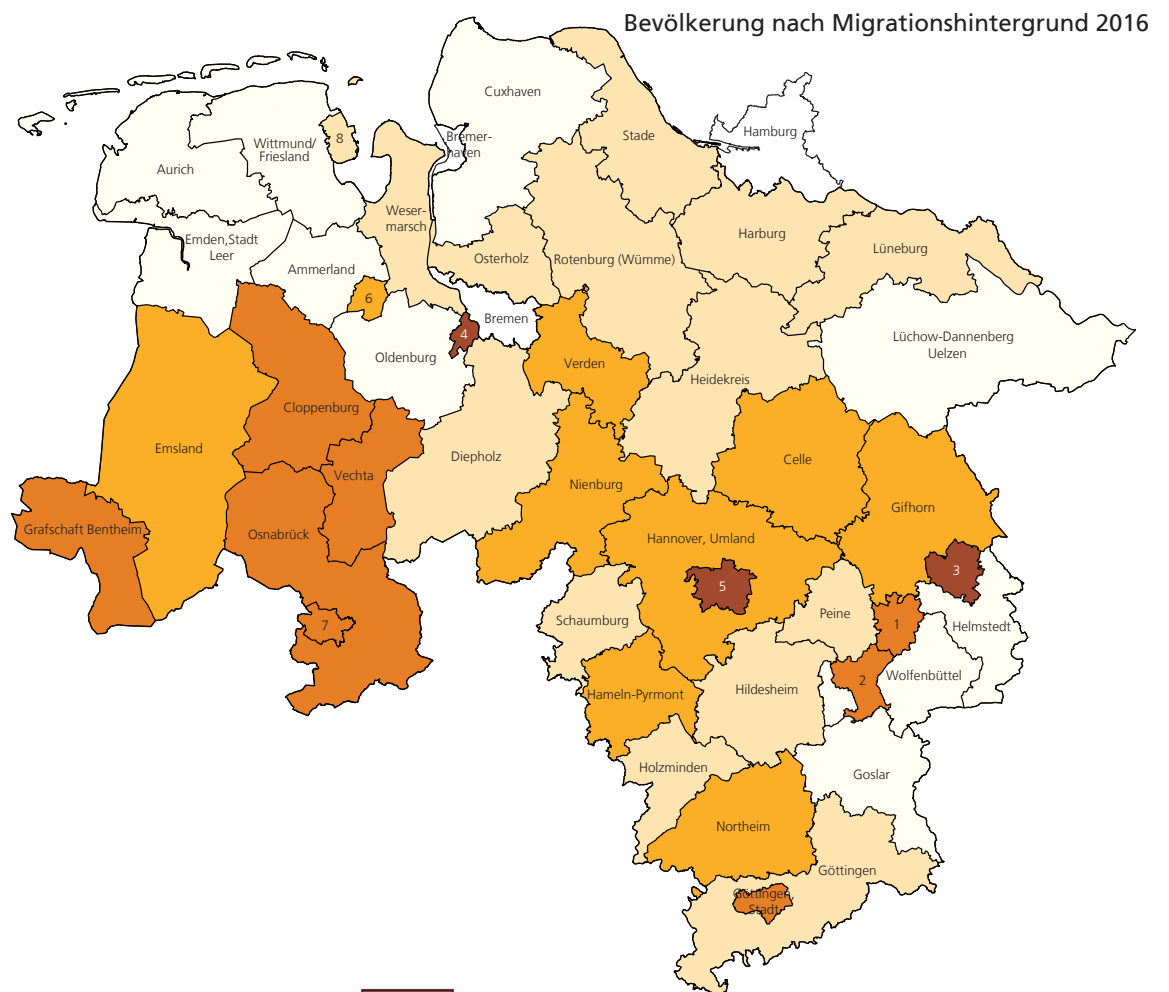 Bevölkerung nach Migrationshintergrund 2016
Cuxhaven
Hamburg
Stade
8
Wittmund/
Friesland
Bremer-
haven
Aurich
Weser-
marsch
Harburg
Emden,Stadt
Leer
Lüneburg
Osterholz
Rotenburg (Wümme)
Ammerland
6
Bremen
4
Lüchow-Dannenberg
Uelzen
Oldenburg
Verden
Heidekreis
Cloppenburg
Emsland
Diepholz
Celle
Vechta
Nienburg
Gifhorn
Grafschaft Bentheim
Osnabrück
Hannover, Umland
3
5
Peine
Schaumburg
7
1
Helmstedt
2
Wolfenbüttel
Hameln-Pyrmont
Hildesheim
Holzminden
Goslar
Northeim
Göttingen
Göttingen,
Stadt